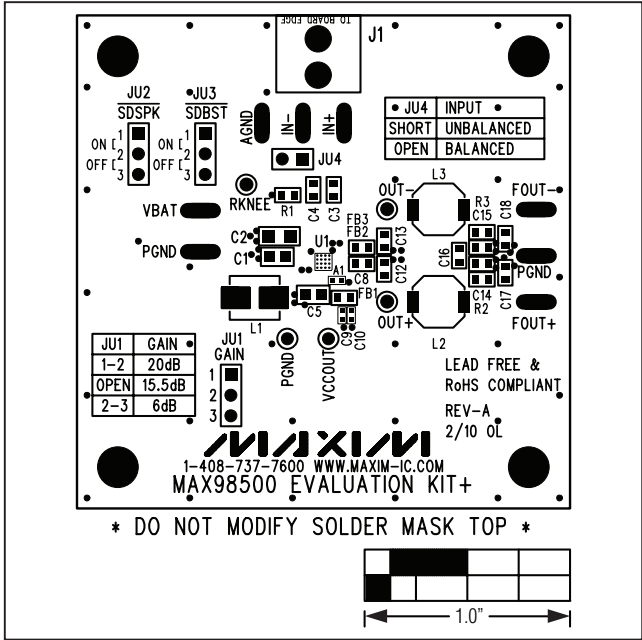 TO BOARD EDGE
J1
JU2
SDSPK
JU3
SDBST
ON
OFF
1
2
3
ON
OFF
1
2
3
AGND
IN-
IN+
JU4
JU4 INPUT
SHORT UNBALANCED
OPEN BALANCED
RKNEE
R1
C4
C3
OUT-
L3
R3
C15
C18
FOUT-
VBAT
PGND
C2
C1
U1
FB3
FB2
C13
C12
C8
A1
FB1
C16
PGND
C14
R2
C17
FOUT+
L1
C5
C9
C10
OUT+
L2
PGND
VCCOUT
JU1 GAIN
1-2 20dB
OPEN 15.5dB
2-3 6dB
JU1
GAIN
1
2
3
LEAD FREE &
RoHS COMPLIANT
REV-A
2/10 OL
MAXIM
1-408-737-7600 WWW.MAXIM-IC.COM
MAX98500 EVALUATION KIT+
* DO NOT MODIFY SOLDER MASK TOP *
1.0"